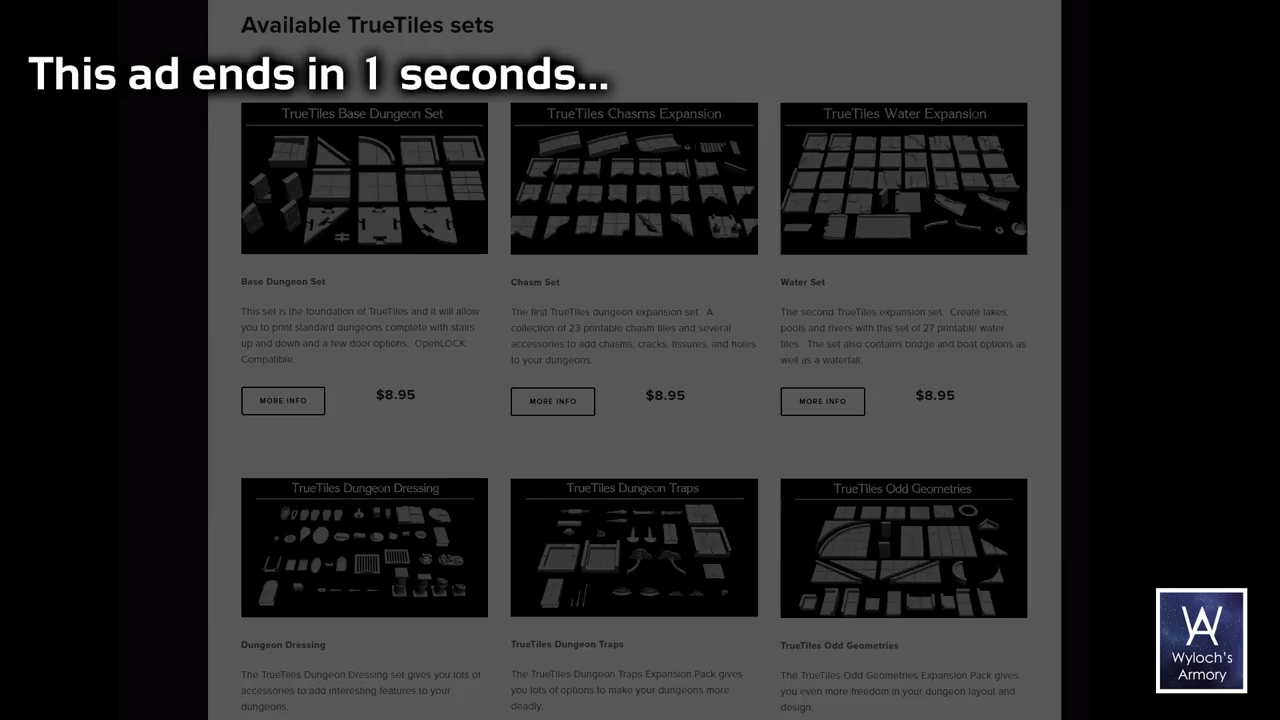 Available TrueTiles sets
This ad ends in 1 seconds...
TrueTiles Base Dungeon Set
TrueTiles Chasms Expansion
TrueTiles Water Expansion
Base Dungeon Set
This set is the foundation of TrueTiles and it will allow
you to print standard dungeons complete with stairs
up and down and a few door options.  OpenLOCK
Compatible.
MORE INFO
$8.95
Chasm Set
The first TrueTiles dungeon expansion set.  A
collection of 23 printable chasm tiles and several
accessories to add chasms, cracks, fissures, and holes
to your dungeons.
MORE INFO
$8.95
Water Set
The second TrueTiles expansion set.  Create lakes,
pools and rivers with this set of 27 printable water
tiles.  The set also contains bridge and boat options as
well as a waterfall.
MORE INFO
$8.95
TrueTiles Dungeon Dressing
TrueTiles Dungeon Traps
TrueTiles Odd Geometries
Dungeon Dressing
The TrueTiles Dungeon Dressing set gives you lots of
accessories to add interesting features to your
dungeons.
TrueTiles Dungeon Traps
The TrueTiles Dungeon Traps Expansion Pack gives
you lots of options to make your dungeons more
deadly.
TrueTiles Odd Geometries
The TrueTiles Odd Geometries Expansion Pack gives
you even more freedom in your dungeon layout and
design.
WA
Wyloch's
Armory